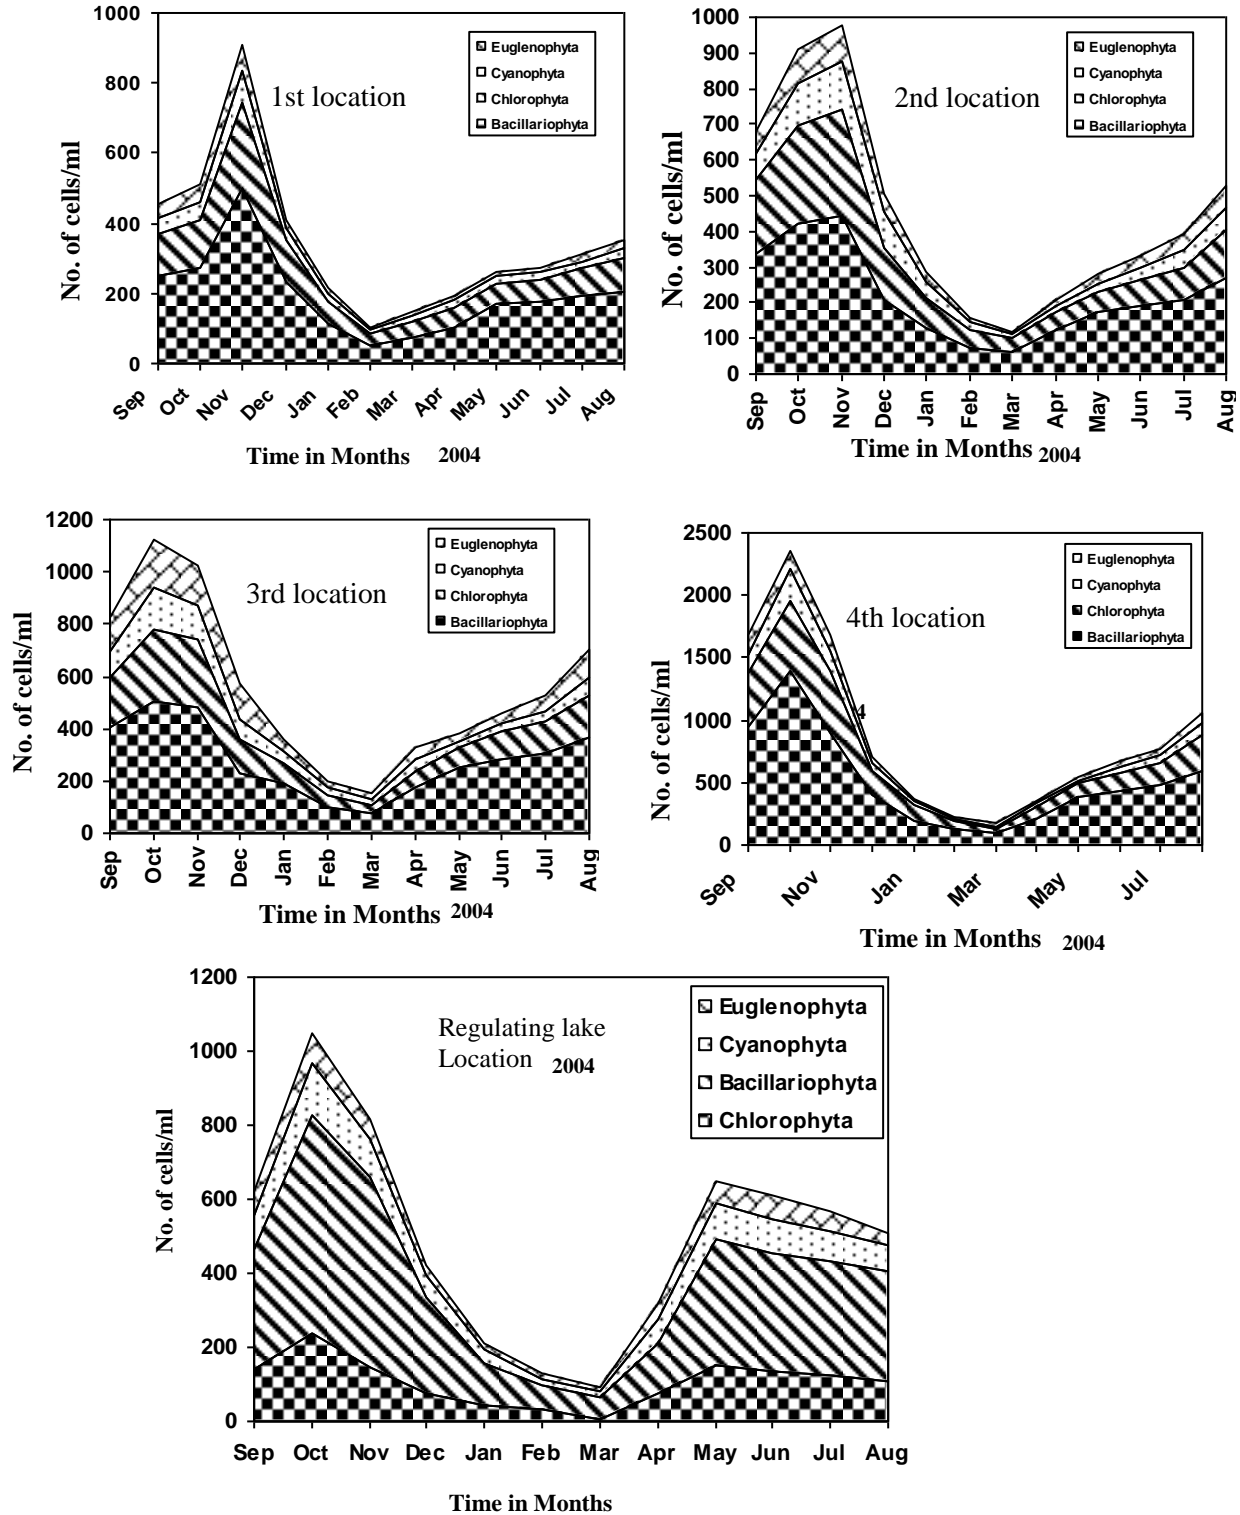 1000
800
600
400
200
0
No. of cells/ml
1st location
Euglenophyta
Cyanophyta
Chlorophyta
Bacillariophyta
Sep Oct Nov Dec Jan Feb Mar Apr May Jun Jul Aug
Time in Months 2004
1000
900
800
700
600
500
400
300
200
100
0
No. of cells/ml
2nd location
Euglenophyta
Cyanophyta
Chlorophyta
Bacillariophyta
Sep Oct Nov Dec Jan Feb Mar Apr May Jun Jul Aug
Time in Months 2004
1200
1000
800
600
400
200
0
No. of cells/ml
3rd location
Euglenophyta
Cyanophyta
Chlorophyta
Bacillariophyta
Sep Oct Nov Dec Jan Feb Mar Apr May Jun Jul Aug
Time in Months 2004
2500
2000
1500
1000
500
0
No. of cells/ml
4th location
4
Euglenophyta
Cyanophyta
Chlorophyta
Bacillariophyta
Sep Nov Jan Mar May Jul
Time in Months 2004
1200
1000
800
600
400
200
0
No. of cells/ml
Regulating lake
Location 2004
Euglenophyta
Cyanophyta
Bacillariophyta
Chlorophyta
Sep Oct Nov Dec Jan Feb Mar Apr May Jun Jul Aug
Time in Months